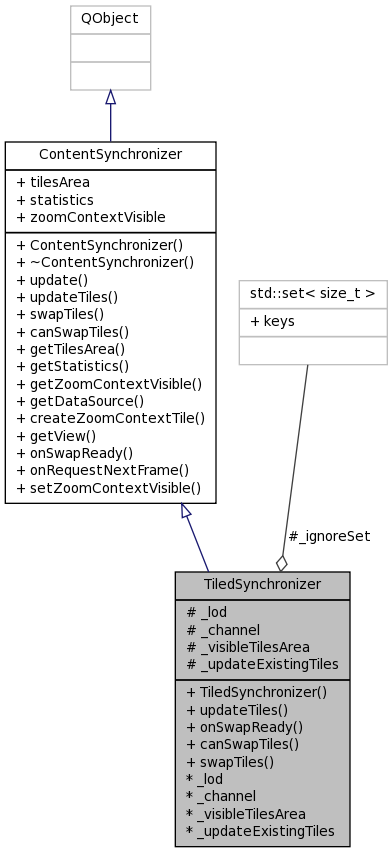 QObject
ContentSynchronizer
+ tilesArea
+ statistics
+ zoomContextVisible
+ ContentSynchronizer()
+ ~ContentSynchronizer()
+ update()
+ updateTiles()
+ swapTiles()
+ canSwapTiles()
+ getTilesArea()
+ getStatistics()
+ getZoomContextVisible()
+ getDataSource()
+ createZoomContextTile()
+ getView()
+ onSwapReady()
+ onRequestNextFrame()
+ setZoomContextVisible()
std::set< size_t >
+ keys
#_ignoreSet
TiledSynchronizer
# _lod
# _channel
# _visibleTilesArea
# _updateExistingTiles
+ TiledSynchronizer()
+ updateTiles()
+ onSwapReady()
+ canSwapTiles()
+ swapTiles()
* _lod
* _channel
* _visibleTilesArea
* _updateExistingTiles